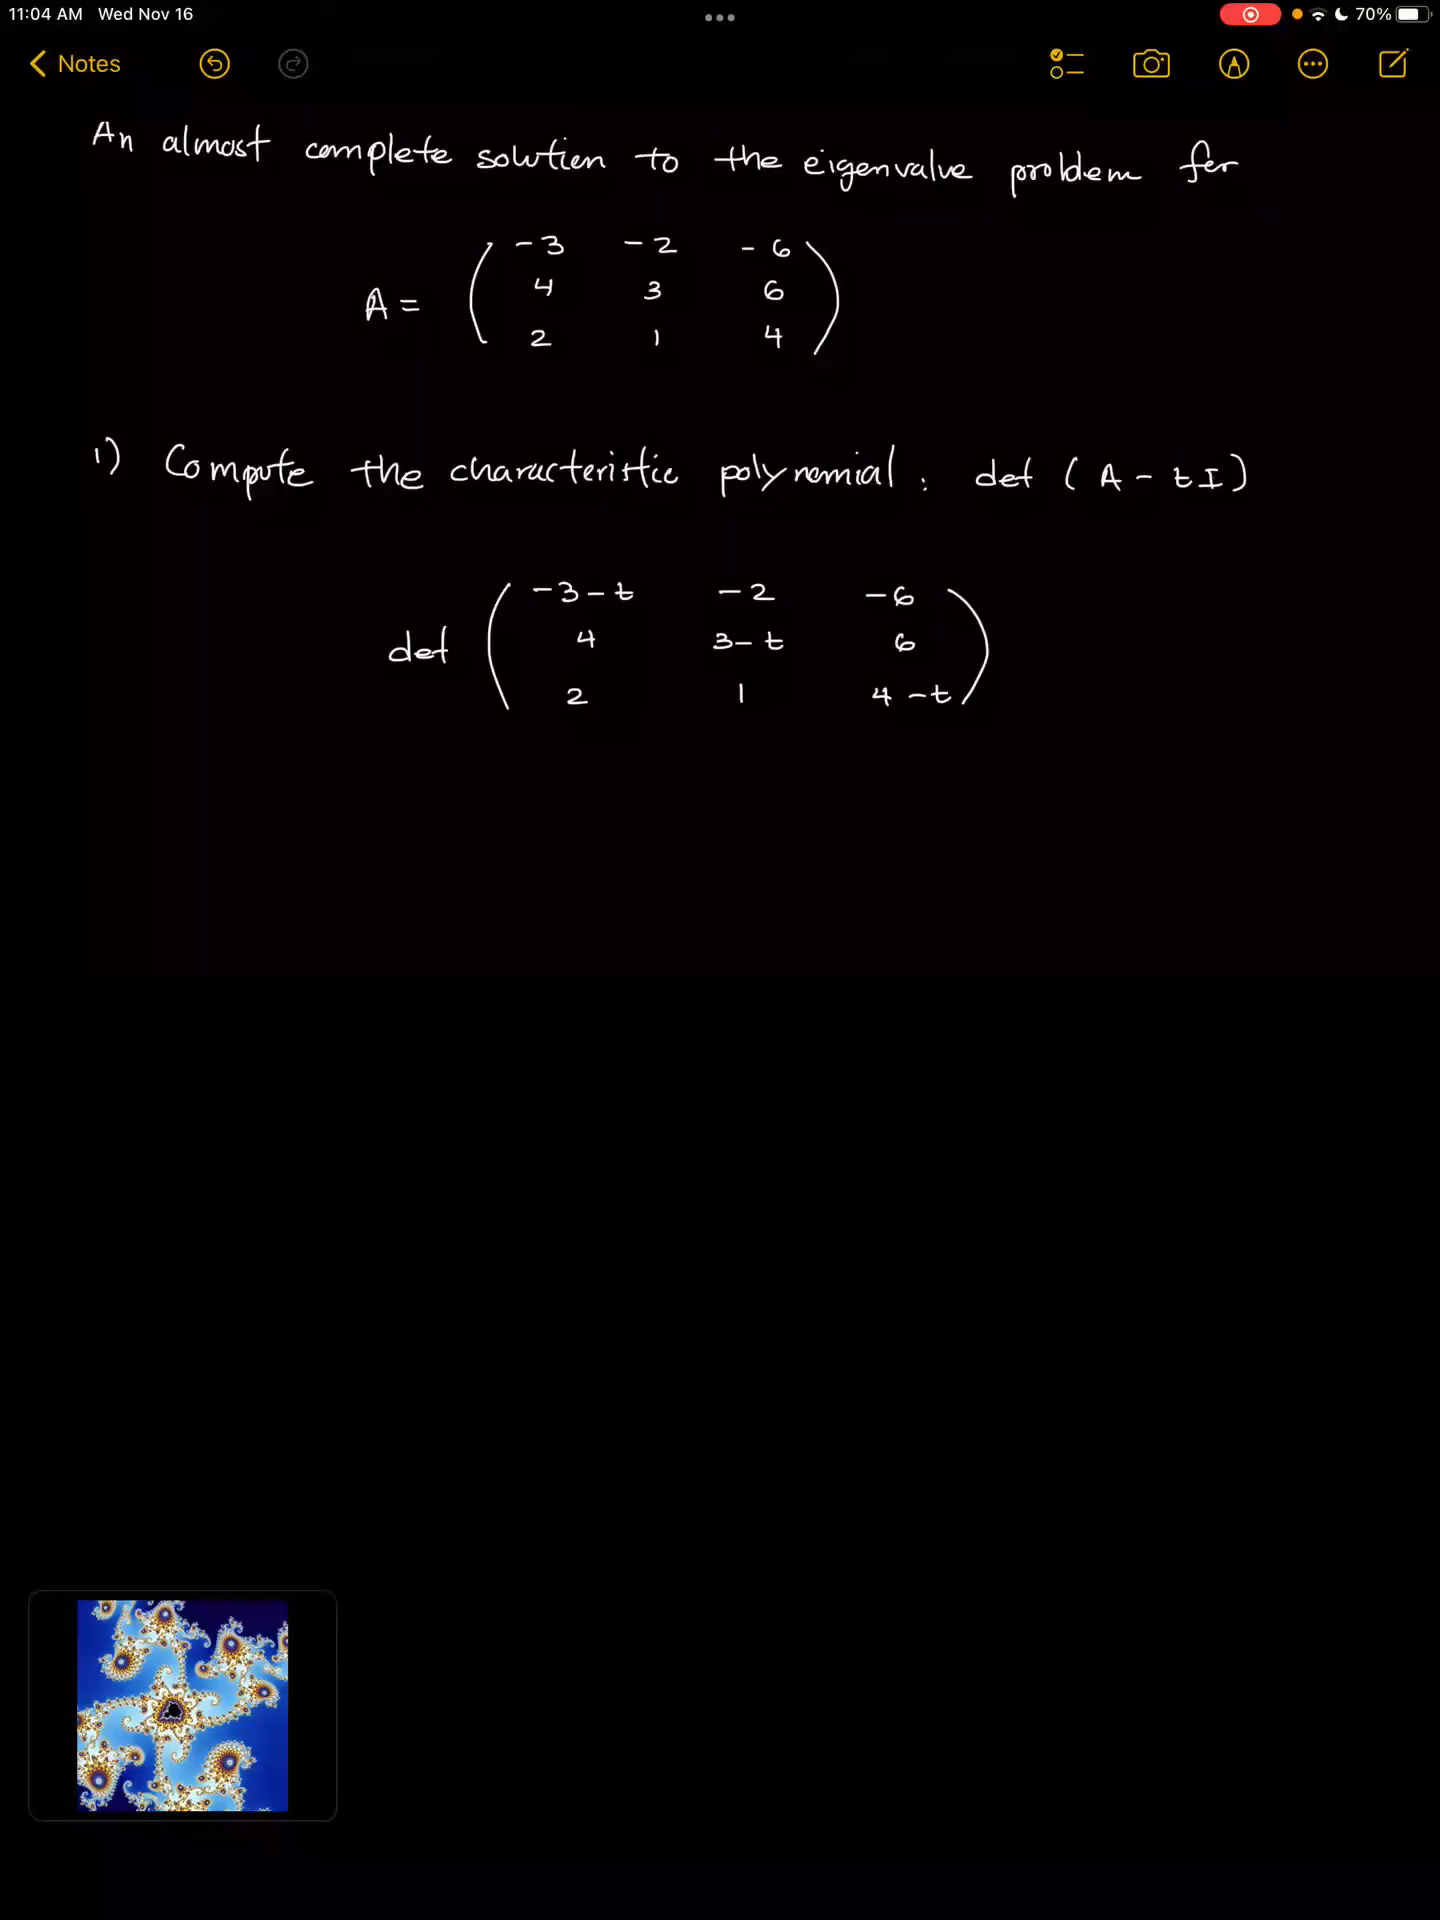 11:04 AM Wed Nov 16 70%
Notes
An almost complete solution to the eigenvalue problem for
A = ( -3 -2 -6
4 3 6
2 1 4 )
1) Compute the characteristic polynomial : det ( A - t I )
det ( -3-t -2 -6
4 3-t 6
2 1 4-t )